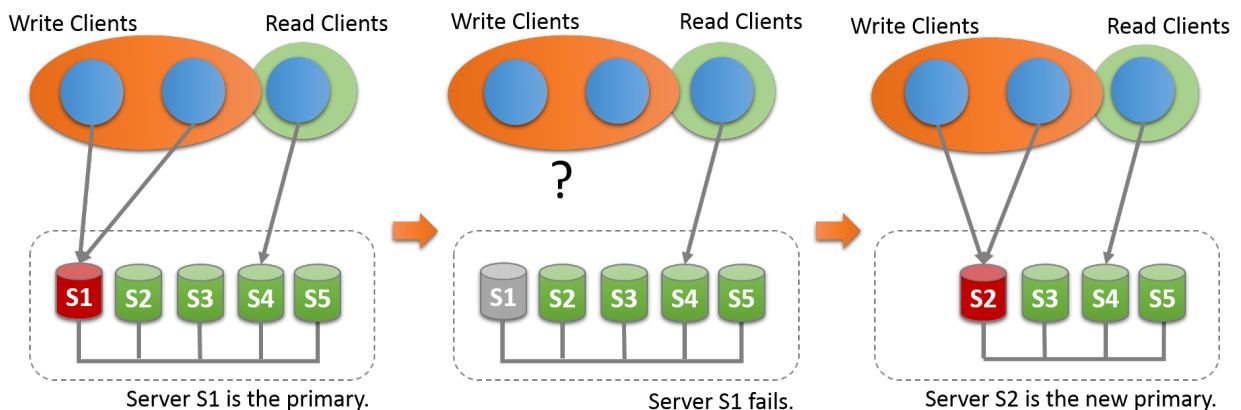 Write Clients
Read Clients
S1
S2
S3
S4
S5
Server S1 is the primary.
Write Clients
Read Clients
?
S1
S2
S3
S4
S5
Server S1 fails.
Write Clients
Read Clients
S2
S3
S4
S5
Server S2 is the new primary.